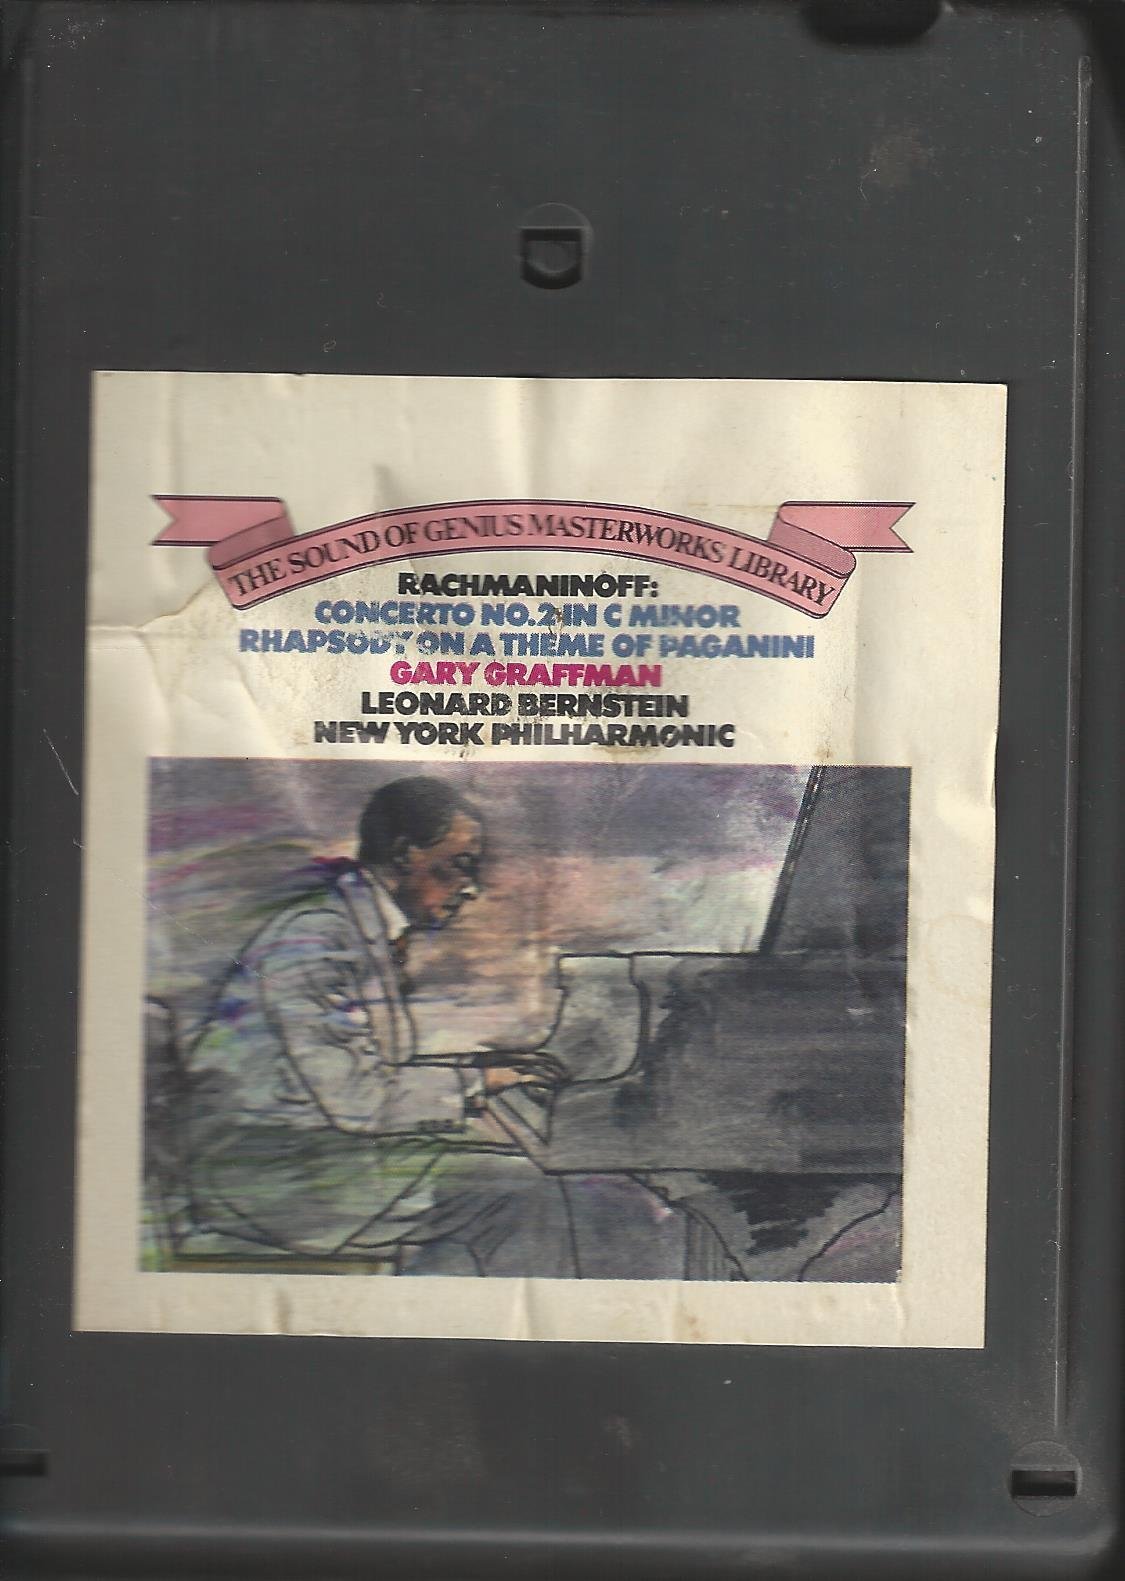 THE SOUND OF GENIUS MASTERWORKS LIBRARY
RACHMANINOFF:
CONCERTO NO.2 IN C MINOR
RHAPSODY ON A THEME OF PAGANINI
GARY GRAFFMAN
LEONARD BERNSTEIN
NEW YORK PHILHARMONIC